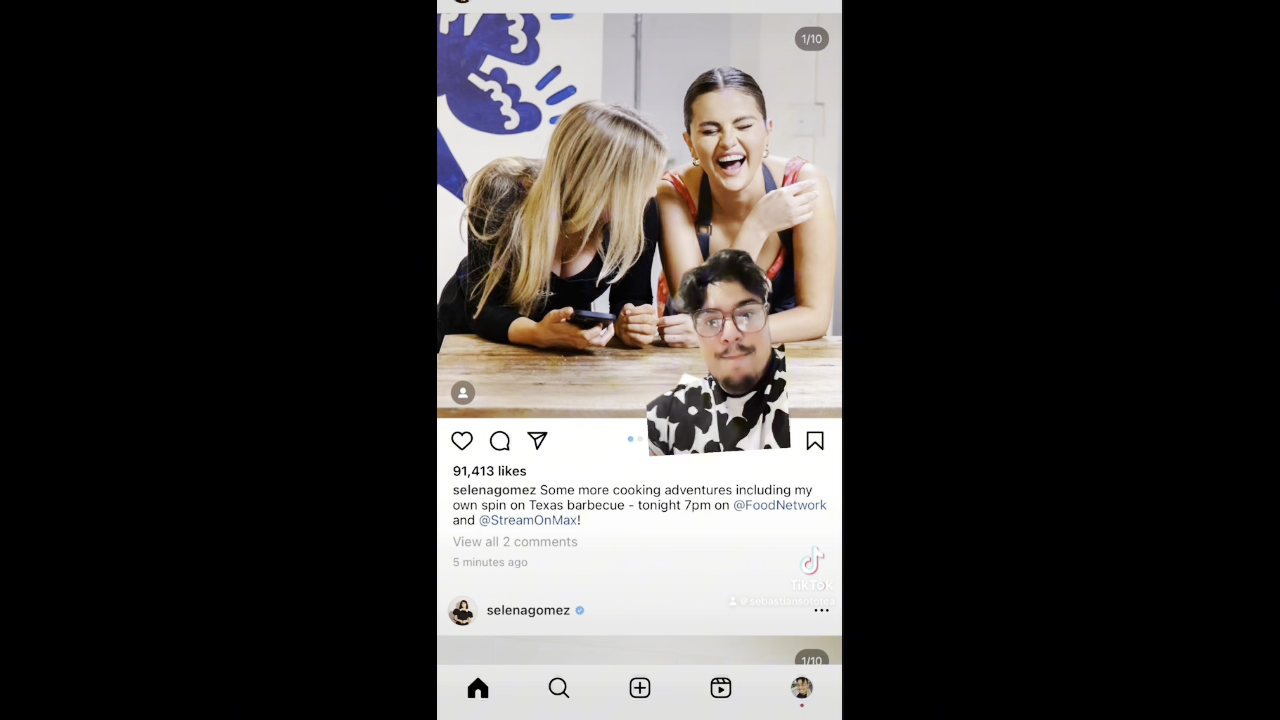 1/10
91,413 likes
selenagomez Some more cooking adventures including my
own spin on Texas barbecue - tonight 7pm on @FoodNetwork
and @StreamOnMax!
View all 2 comments
5 minutes ago
TikTok
selenagomez
1/10